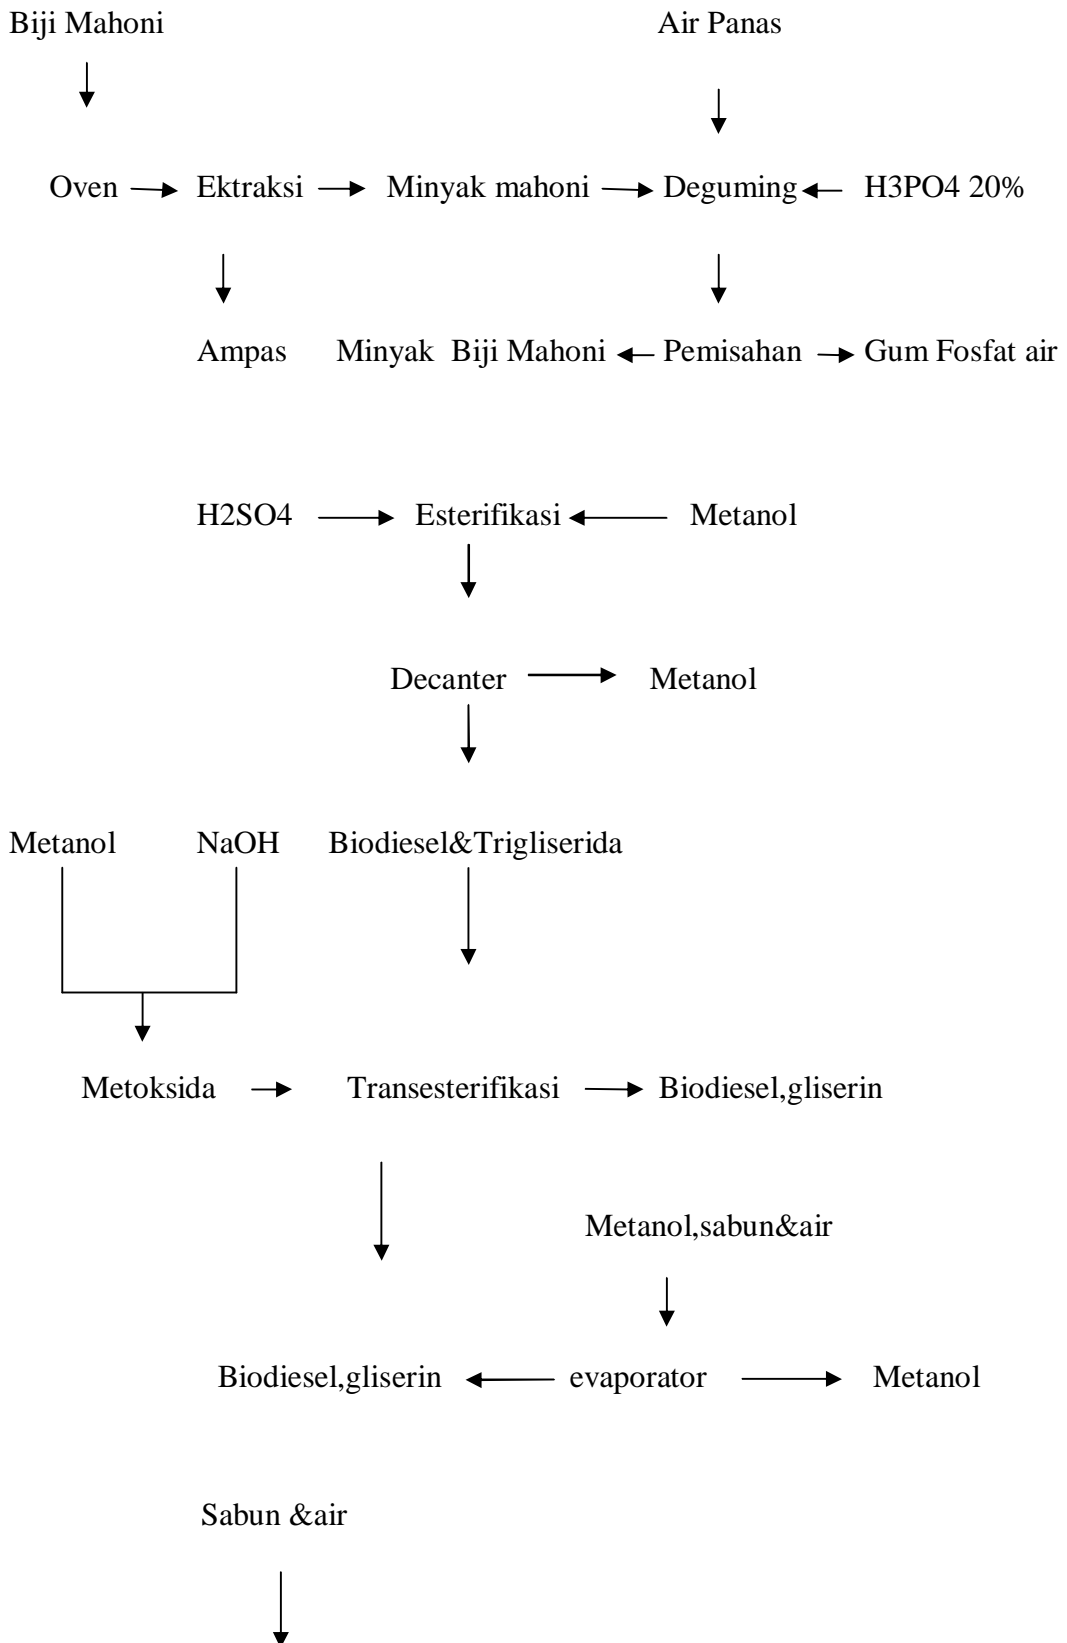 Biji Mahoni Air Panas
Oven Ektraksi Minyak mahoni Deguming H3PO4 20%
Ampas Minyak Biji Mahoni Pemisahan Gum Fosfat air
H2SO4 Esterifikasi Metanol
Decanter Metanol
Metanol NaOH Biodiesel&Trigliserida
Metoksida Transesterifikasi Biodiesel,gliserin
Metanol,sabun&air
Biodiesel,gliserin evaporator Metanol
Sabun &air